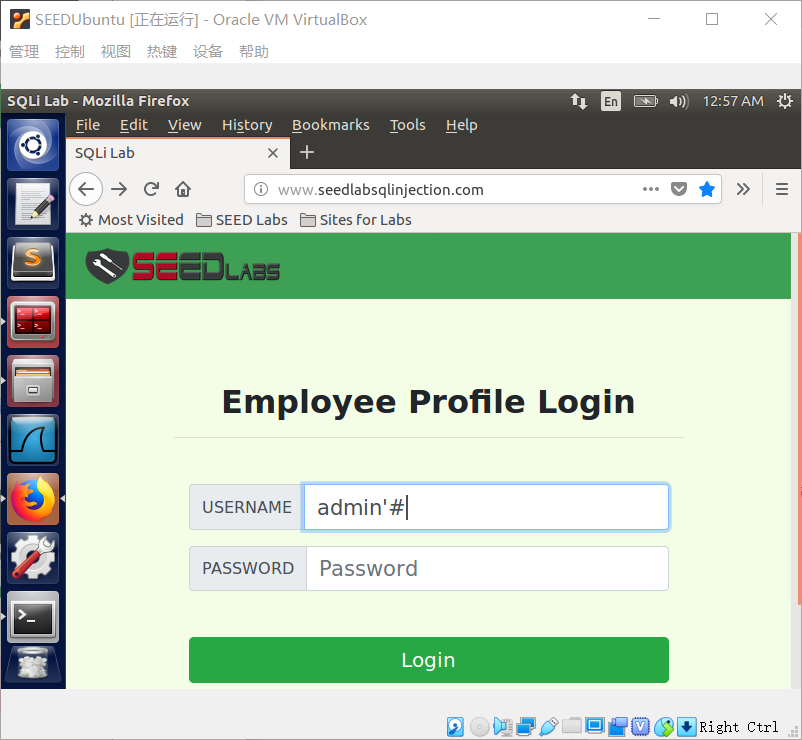 SEEDUbuntu [正在运行] - Oracle VM VirtualBox
管理 控制 视图 热键 设备 帮助
SQLi Lab - Mozilla Firefox En 12:57 AM
File Edit View History Bookmarks Tools Help
SQLi Lab
www.seedlabsqlinjection.com
Most Visited SEED Labs Sites for Labs
SEEDLABS
Employee Profile Login
USERNAME admin'#
PASSWORD Password
Login
Right Ctrl